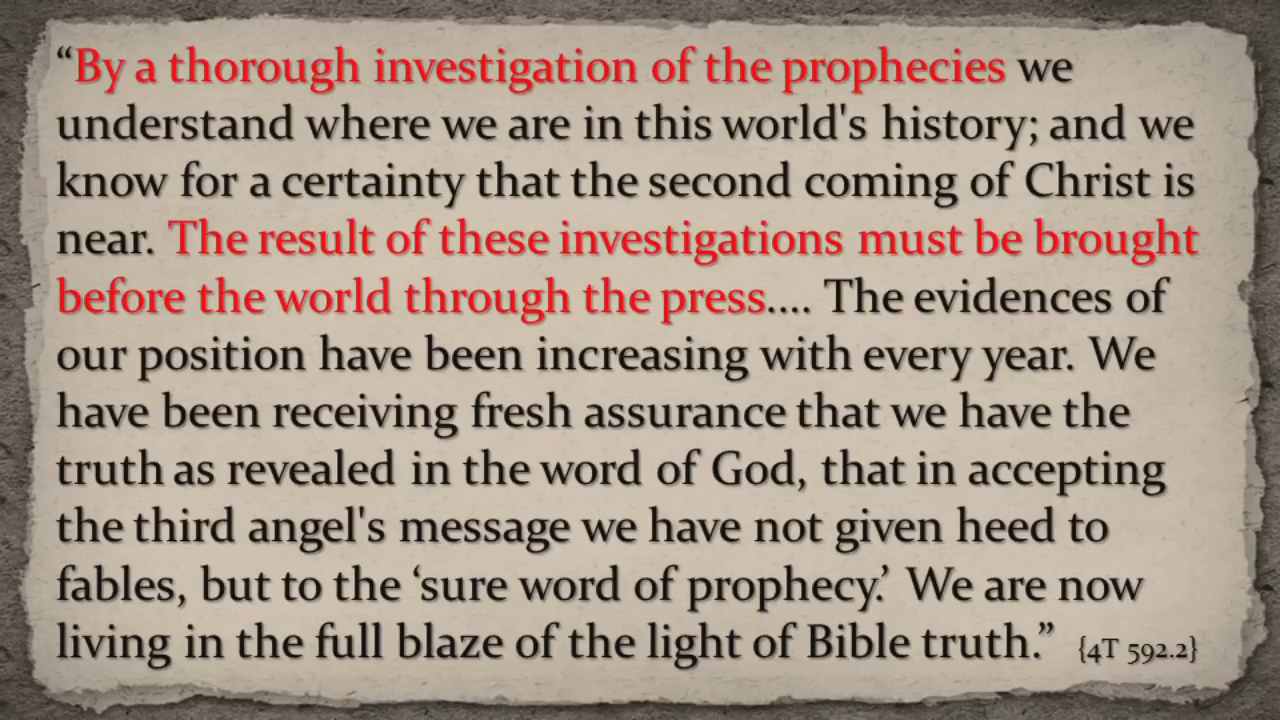 “By a thorough investigation of the prophecies we
understand where we are in this world's history; and we
know for a certainty that the second coming of Christ is
near. The result of these investigations must be brought
before the world through the press.... The evidences of
our position have been increasing with every year. We
have been receiving fresh assurance that we have the
truth as revealed in the word of God, that in accepting
the third angel's message we have not given heed to
fables, but to the ‘sure word of prophecy.’ We are now
living in the full blaze of the light of Bible truth.” {4T 592.2}